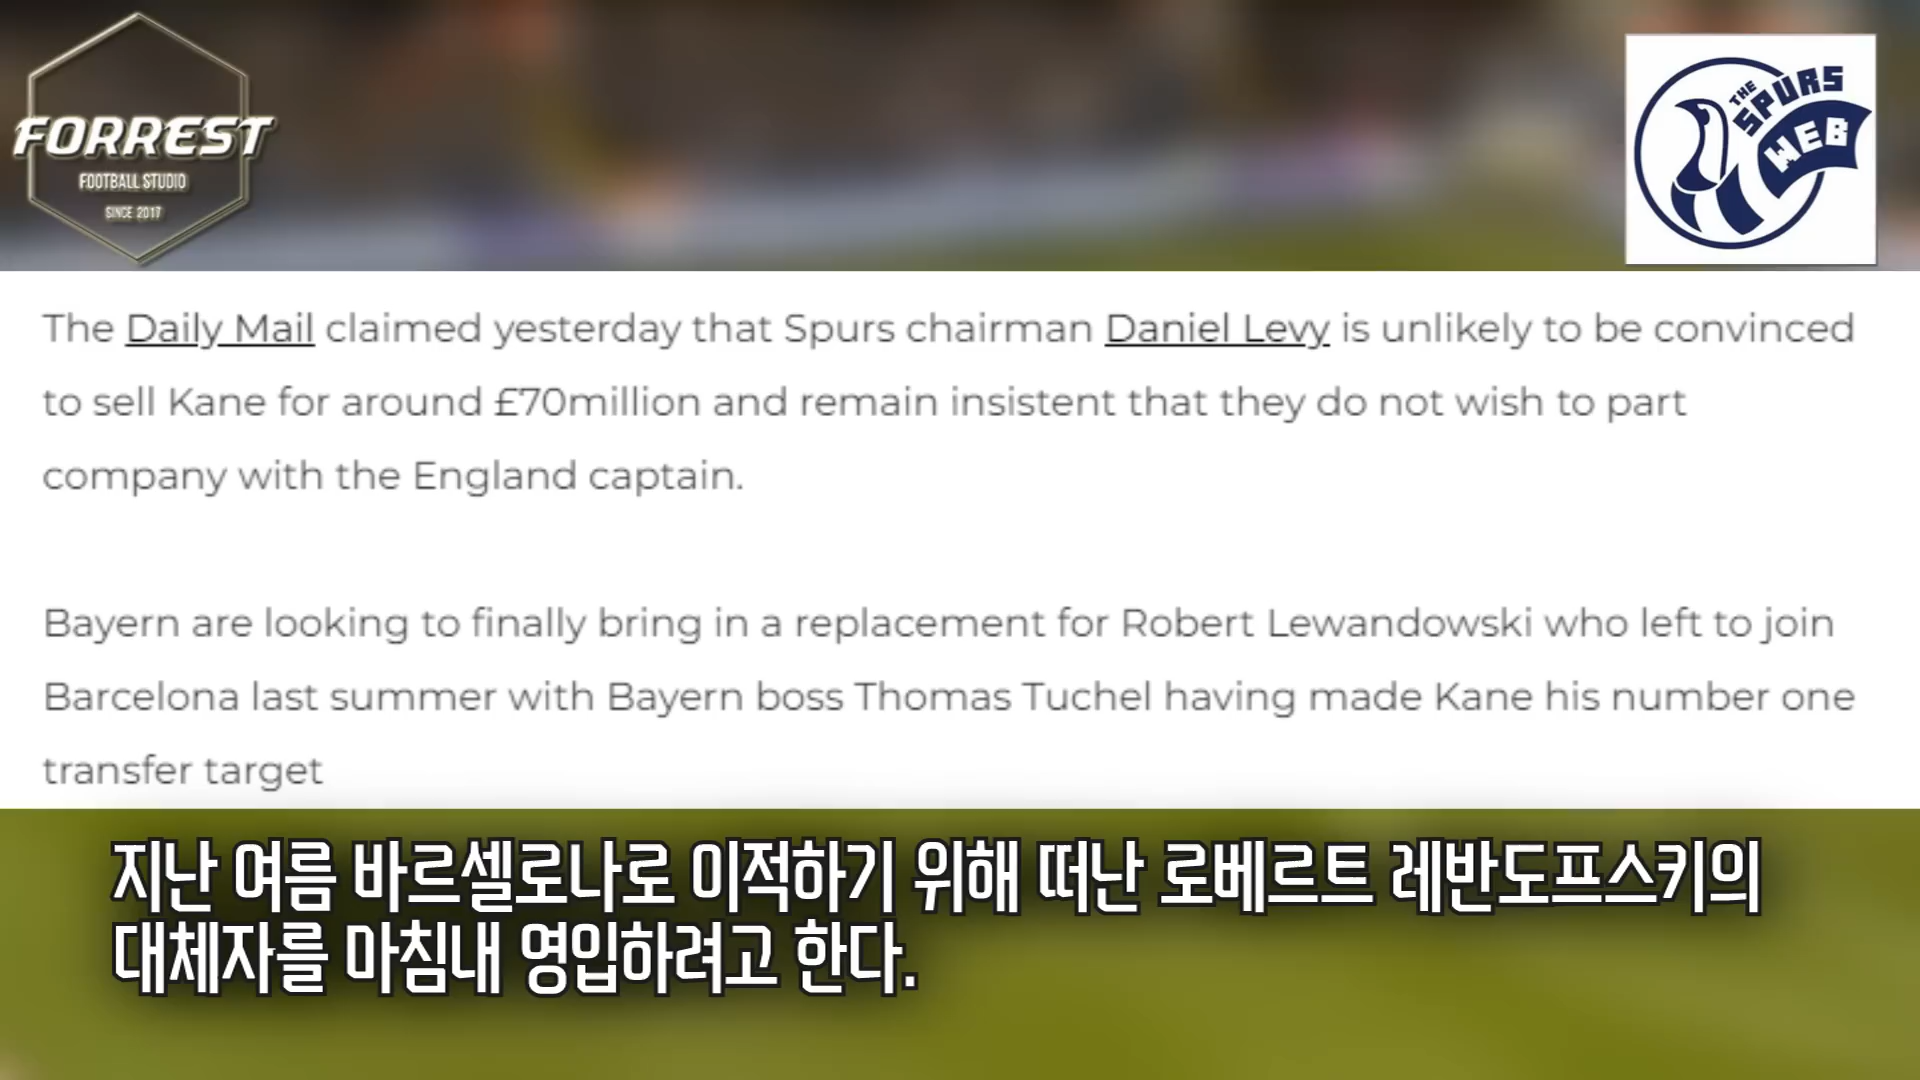 FORREST
FOOTBALL STUDIO
SINCE 2017
THE
SPURS
WEB
The Daily Mail claimed yesterday that Spurs chairman Daniel Levy is unlikely to be convinced
to sell Kane for around £70million and remain insistent that they do not wish to part
company with the England captain.
Bayern are looking to finally bring in a replacement for Robert Lewandowski who left to join
Barcelona last summer with Bayern boss Thomas Tuchel having made Kane his number one
transfer target
지난 여름 바르셀로나로 이적하기 위해 떠난 로베르트 레반도프스키의
대체자를 마침내 영입하려고 한다.